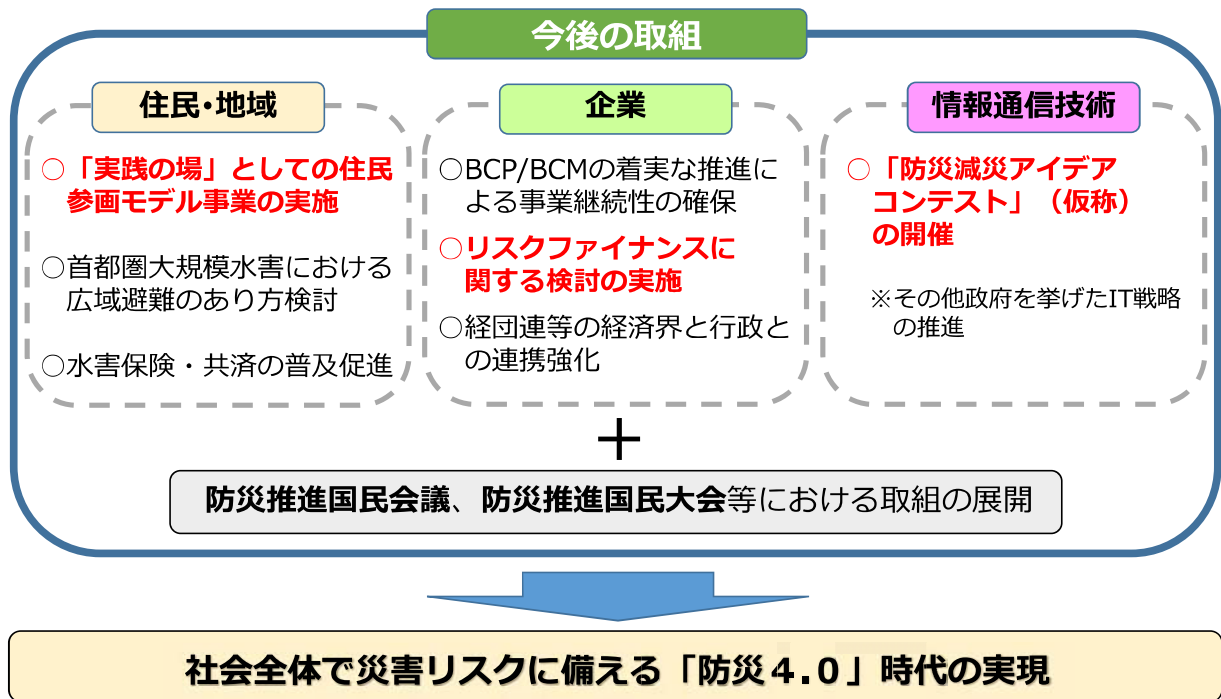 今後の取組
住民・地域
○「実践の場」としての住民
参画モデル事業の実施
○首都圏大規模水害における
広域避難のあり方検討
○水害保険・共済の普及促進
企業
○BCP/BCMの着実な推進に
よる事業継続性の確保
○リスクファイナンスに
関する検討の実施
○経団連等の経済界と行政と
の連携強化
情報通信技術
○「防災減災アイデア
コンテスト」（仮称）
の開催
※その他政府を挙げたIT戦略
の推進
＋
防災推進国民会議、防災推進国民大会等における取組の展開
社会全体で災害リスクに備える「防災４.０」時代の実現